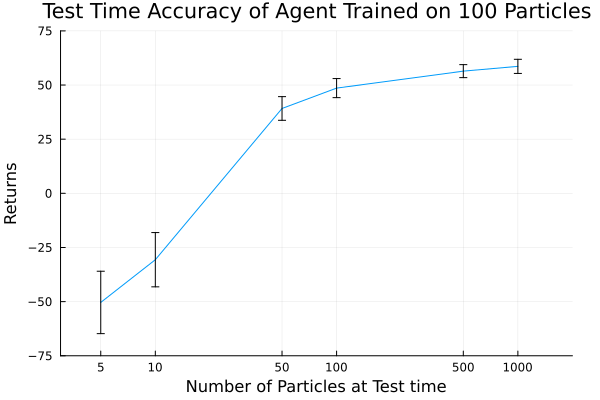 Test Time Accuracy of Agent Trained on 100 Particles
75
50
25
0
−25
−50
−75
Returns
5 10 50 100 500 1000
Number of Particles at Test time